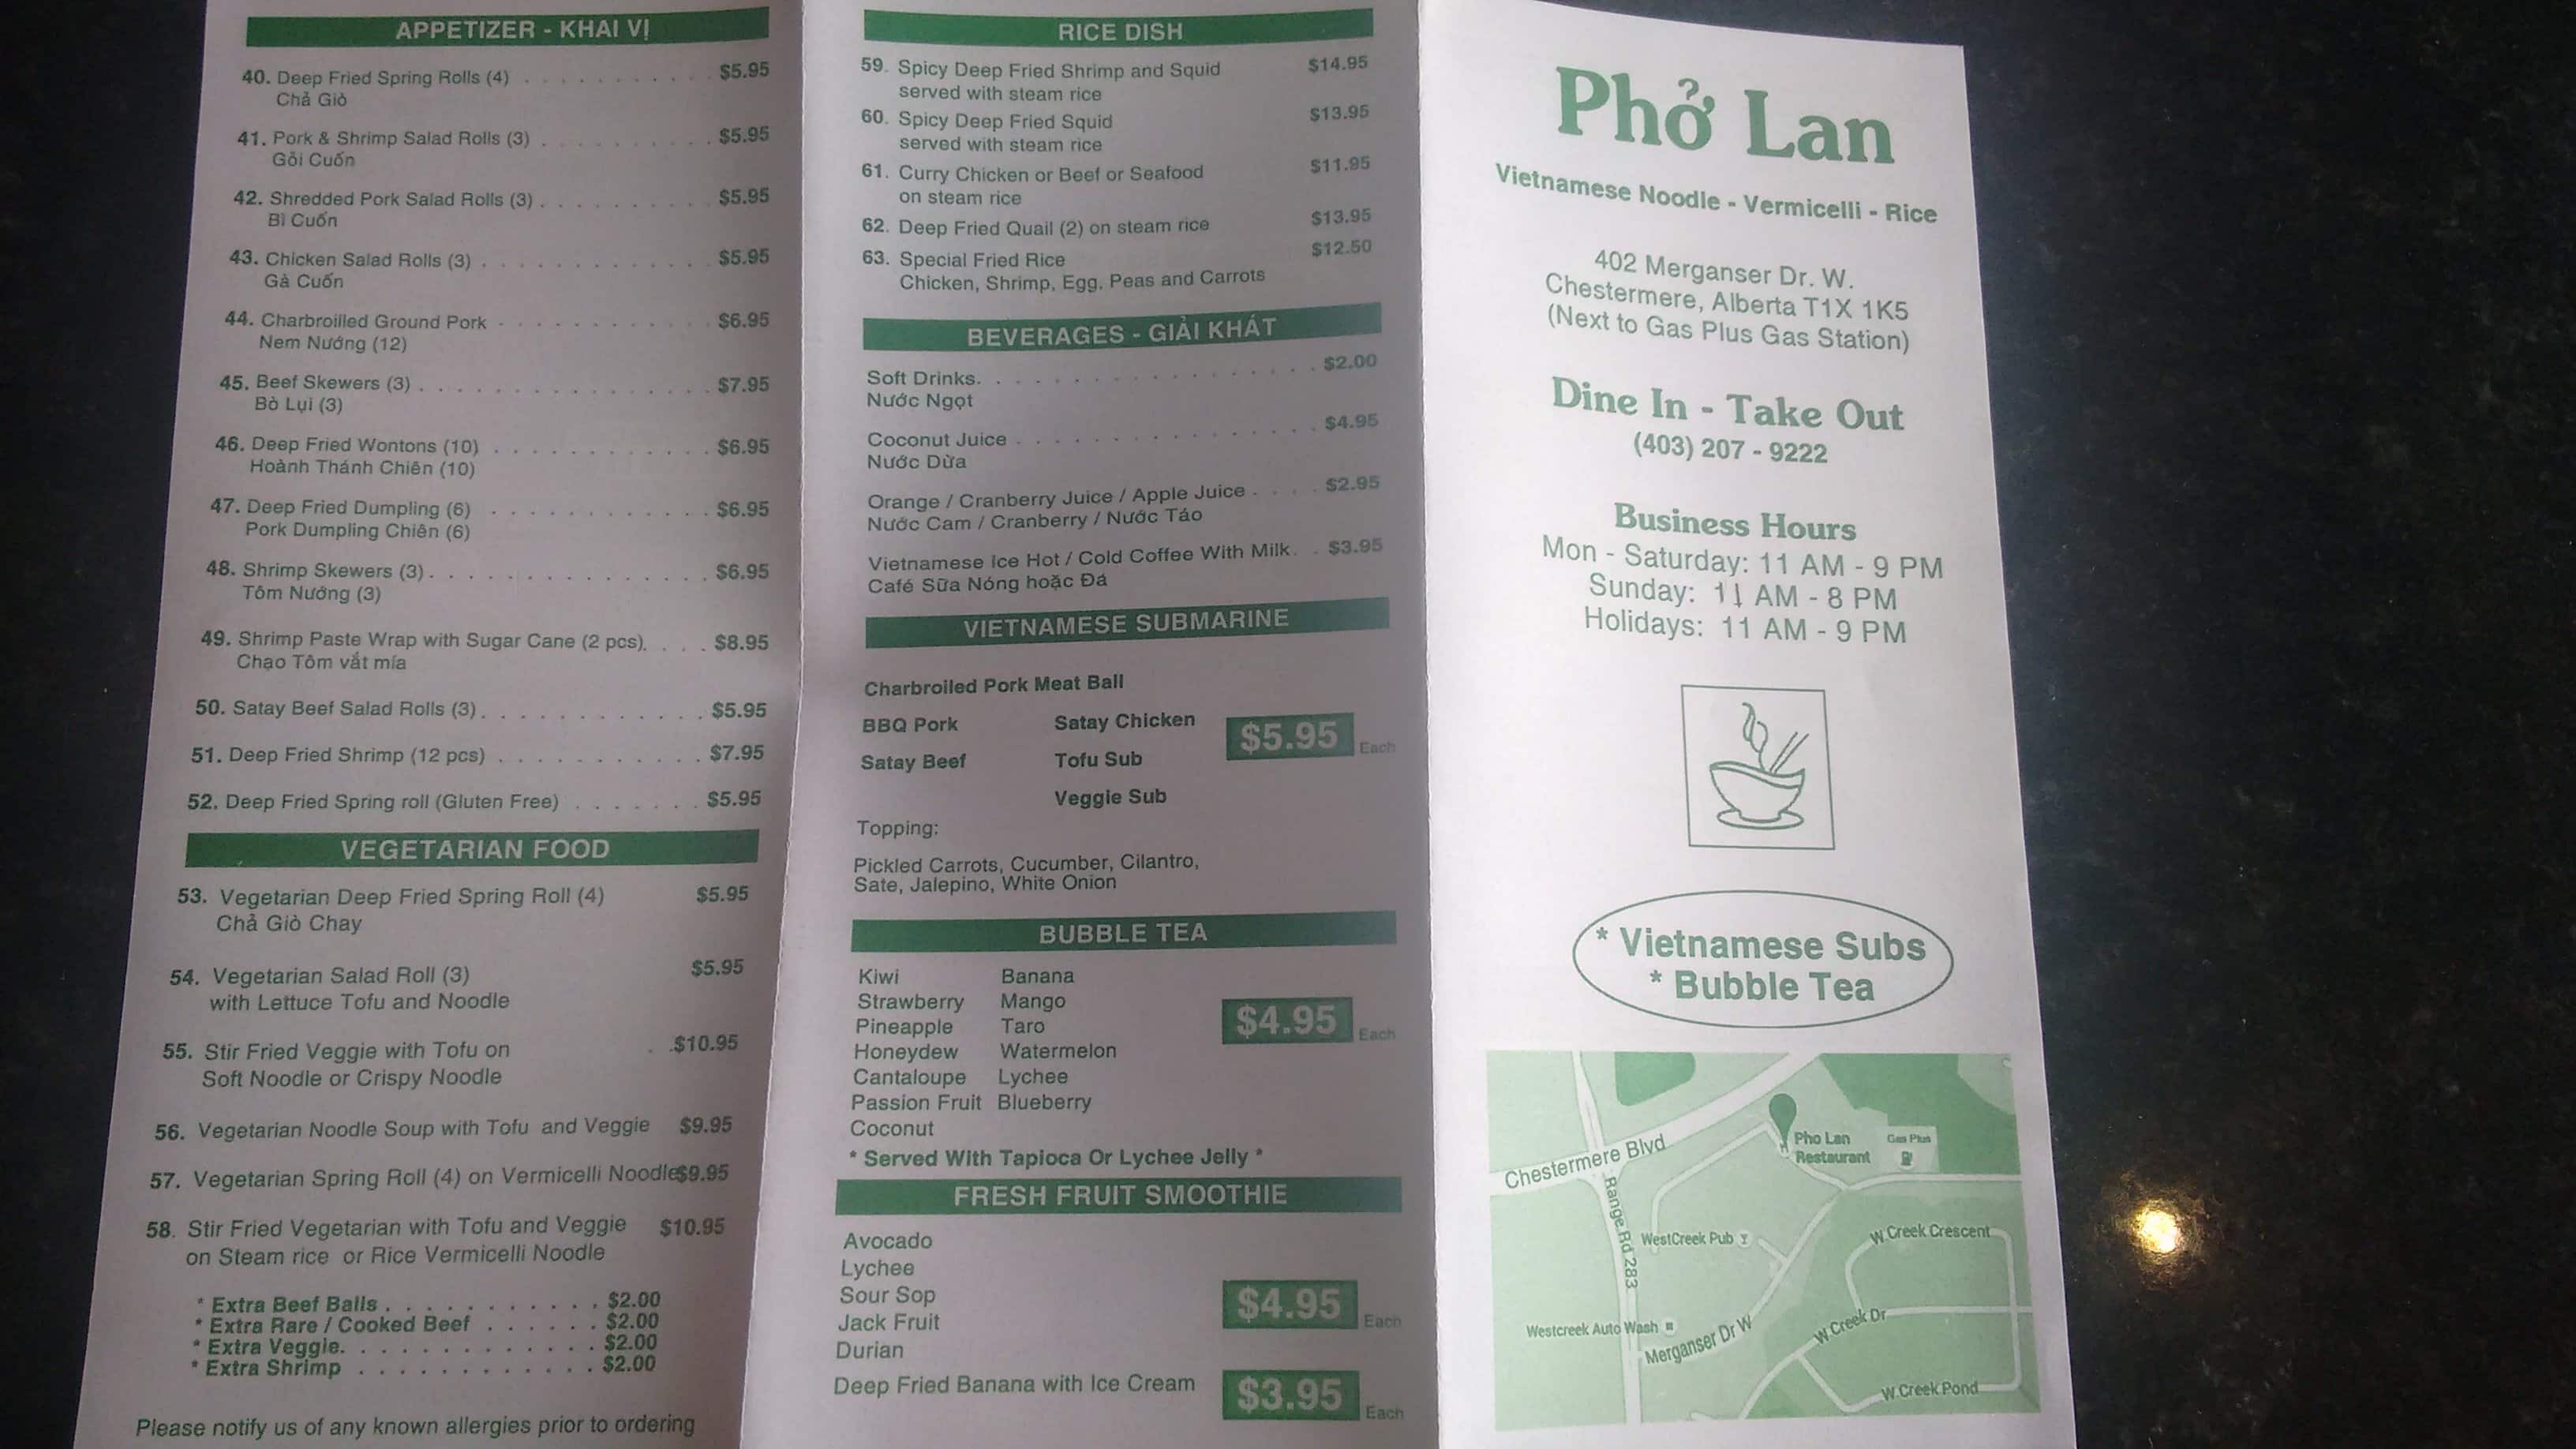 APPETIZER - KHAI VỊ
40. Deep Fried Spring Rolls (4) . . . . . . . . . . . $5.95
Chả Giò
41. Pork & Shrimp Salad Rolls (3) . . . . . . . . . . $5.95
Gỏi Cuốn
42. Shredded Pork Salad Rolls (3) . . . . . . . . . . $5.95
Bì Cuốn
43. Chicken Salad Rolls (3) . . . . . . . . . . . . . $5.95
Gà Cuốn
44. Charbroilled Ground Pork . . . . . . . . . . . . $6.95
Nem Nướng (12)
45. Beef Skewers (3) . . . . . . . . . . . . . . . . $7.95
Bò Lụi (3)
46. Deep Fried Wontons (10) . . . . . . . . . . . . $6.95
Hoành Thánh Chiên (10)
47. Deep Fried Dumpling (6) . . . . . . . . . . . . $6.95
Pork Dumpling Chiên (6)
48. Shrimp Skewers (3) . . . . . . . . . . . . . . . $6.95
Tôm Nướng (3)
49. Shrimp Paste Wrap with Sugar Cane (2 pcs). . . . $8.95
Chạo Tôm vắt mía
50. Satay Beef Salad Rolls (3) . . . . . . . . . . . . $5.95
51. Deep Fried Shrimp (12 pcs) . . . . . . . . . . . $7.95
52. Deep Fried Spring roll (Gluten Free) . . . . . . . $5.95
VEGETARIAN FOOD
53. Vegetarian Deep Fried Spring Roll (4) $5.95
Chả Giò Chay
54. Vegetarian Salad Roll (3) $5.95
with Lettuce Tofu and Noodle
55. Stir Fried Veggie with Tofu on . .$10.95
Soft Noodle or Crispy Noodle
56. Vegetarian Noodle Soup with Tofu and Veggie $9.95
57. Vegetarian Spring Roll (4) on Vermicelli Noodle$9.95
58. Stir Fried Vegetarian with Tofu and Veggie $10.95
on Steam rice or Rice Vermicelli Noodle
* Extra Beef Balls . . . . . . . . . . . $2.00
* Extra Rare / Cooked Beef . . . . . . $2.00
* Extra Veggie. . . . . . . . . . . . . $2.00
* Extra Shrimp . . . . . . . . . . . . $2.00
Please notify us of any known allergies prior to ordering
RICE DISH
59. Spicy Deep Fried Shrimp and Squid $14.95
served with steam rice
60. Spicy Deep Fried Squid $13.95
served with steam rice
61. Curry Chicken or Beef or Seafood $11.95
on steam rice
62. Deep Fried Quail (2) on steam rice $13.95
63. Special Fried Rice $12.50
Chicken, Shrimp, Egg, Peas and Carrots
BEVERAGES - GIẢI KHÁT
Soft Drinks. . . . . . . . . . . . . . . . . . $2.00
Nước Ngọt
Coconut Juice . . . . . . . . . . . . . . . . $4.95
Nước Dừa
Orange / Cranberry Juice / Apple Juice . . . . $2.95
Nước Cam / Cranberry / Nước Táo
Vietnamese Ice Hot / Cold Coffee With Milk. . $3.95
Café Sữa Nóng hoặc Đá
VIETNAMESE SUBMARINE
Charbroiled Pork Meat Ball
BBQ Pork Satay Chicken
Satay Beef Tofu Sub
Veggie Sub
$5.95 Each
Topping:
Pickled Carrots, Cucumber, Cilantro,
Sate, Jalepino, White Onion
BUBBLE TEA
Kiwi Banana
Strawberry Mango
Pineapple Taro
Honeydew Watermelon
Cantaloupe Lychee
Passion Fruit Blueberry
Coconut
$4.95 Each
* Served With Tapioca Or Lychee Jelly *
FRESH FRUIT SMOOTHIE
Avocado
Lychee
Sour Sop
Jack Fruit
Durian
$4.95 Each
Deep Fried Banana with Ice Cream $3.95 Each
Phở Lan
Vietnamese Noodle - Vermicelli - Rice
402 Merganser Dr. W.
Chestermere, Alberta T1X 1K5
(Next to Gas Plus Gas Station)
Dine In - Take Out
(403) 207 - 9222
Business Hours
Mon - Saturday: 11 AM - 9 PM
Sunday: 11 AM - 8 PM
Holidays: 11 AM - 9 PM
* Vietnamese Subs
* Bubble Tea
Chestermere Blvd
Pho Lan
Restaurant
Gas Plus
Range Rd 283
WestCreek Pub
W Creek Crescent
Westcreek Auto Wash
Merganser Dr W
W Creek Dr
W Creek Pond